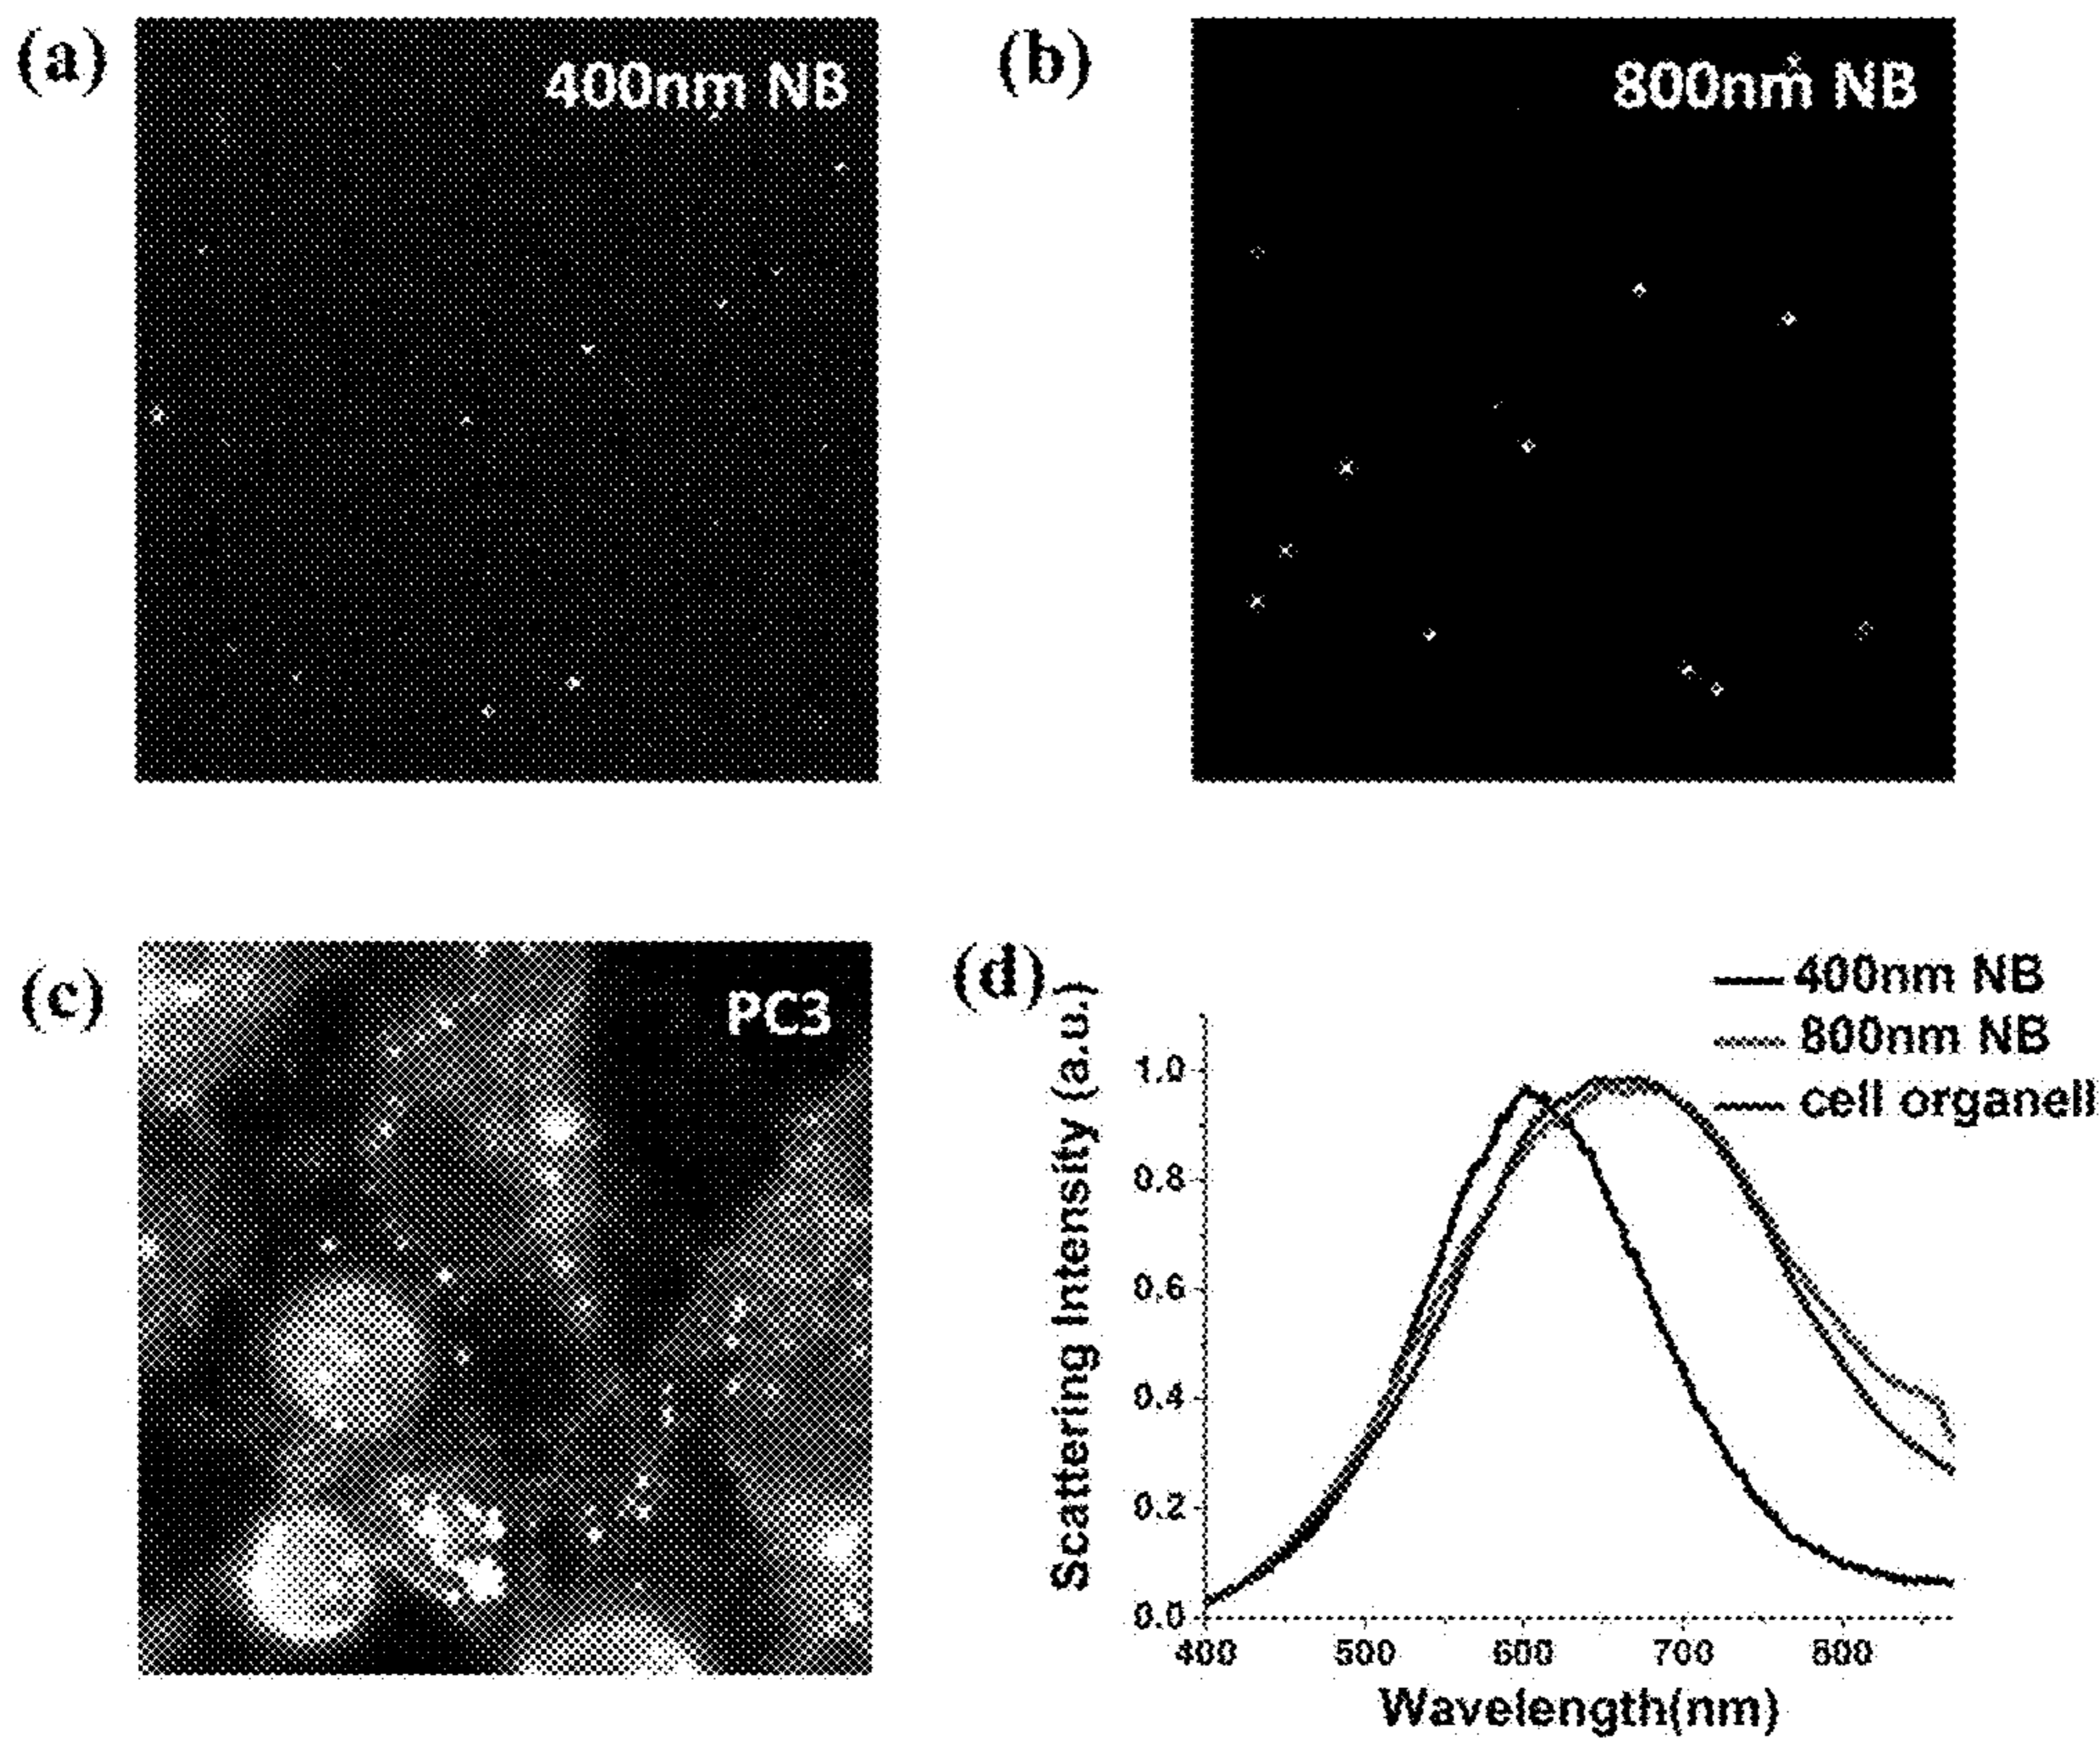 (a)
400nm NB
(b)
800nm NB
(c)
PC3
(d)
400nm NB
800nm NB
cell organell
Scattering Intensity (a.u.)
1.0
0.8
0.6
0.4
0.2
0.0
400 500 600 700 800
Wavelength(nm)